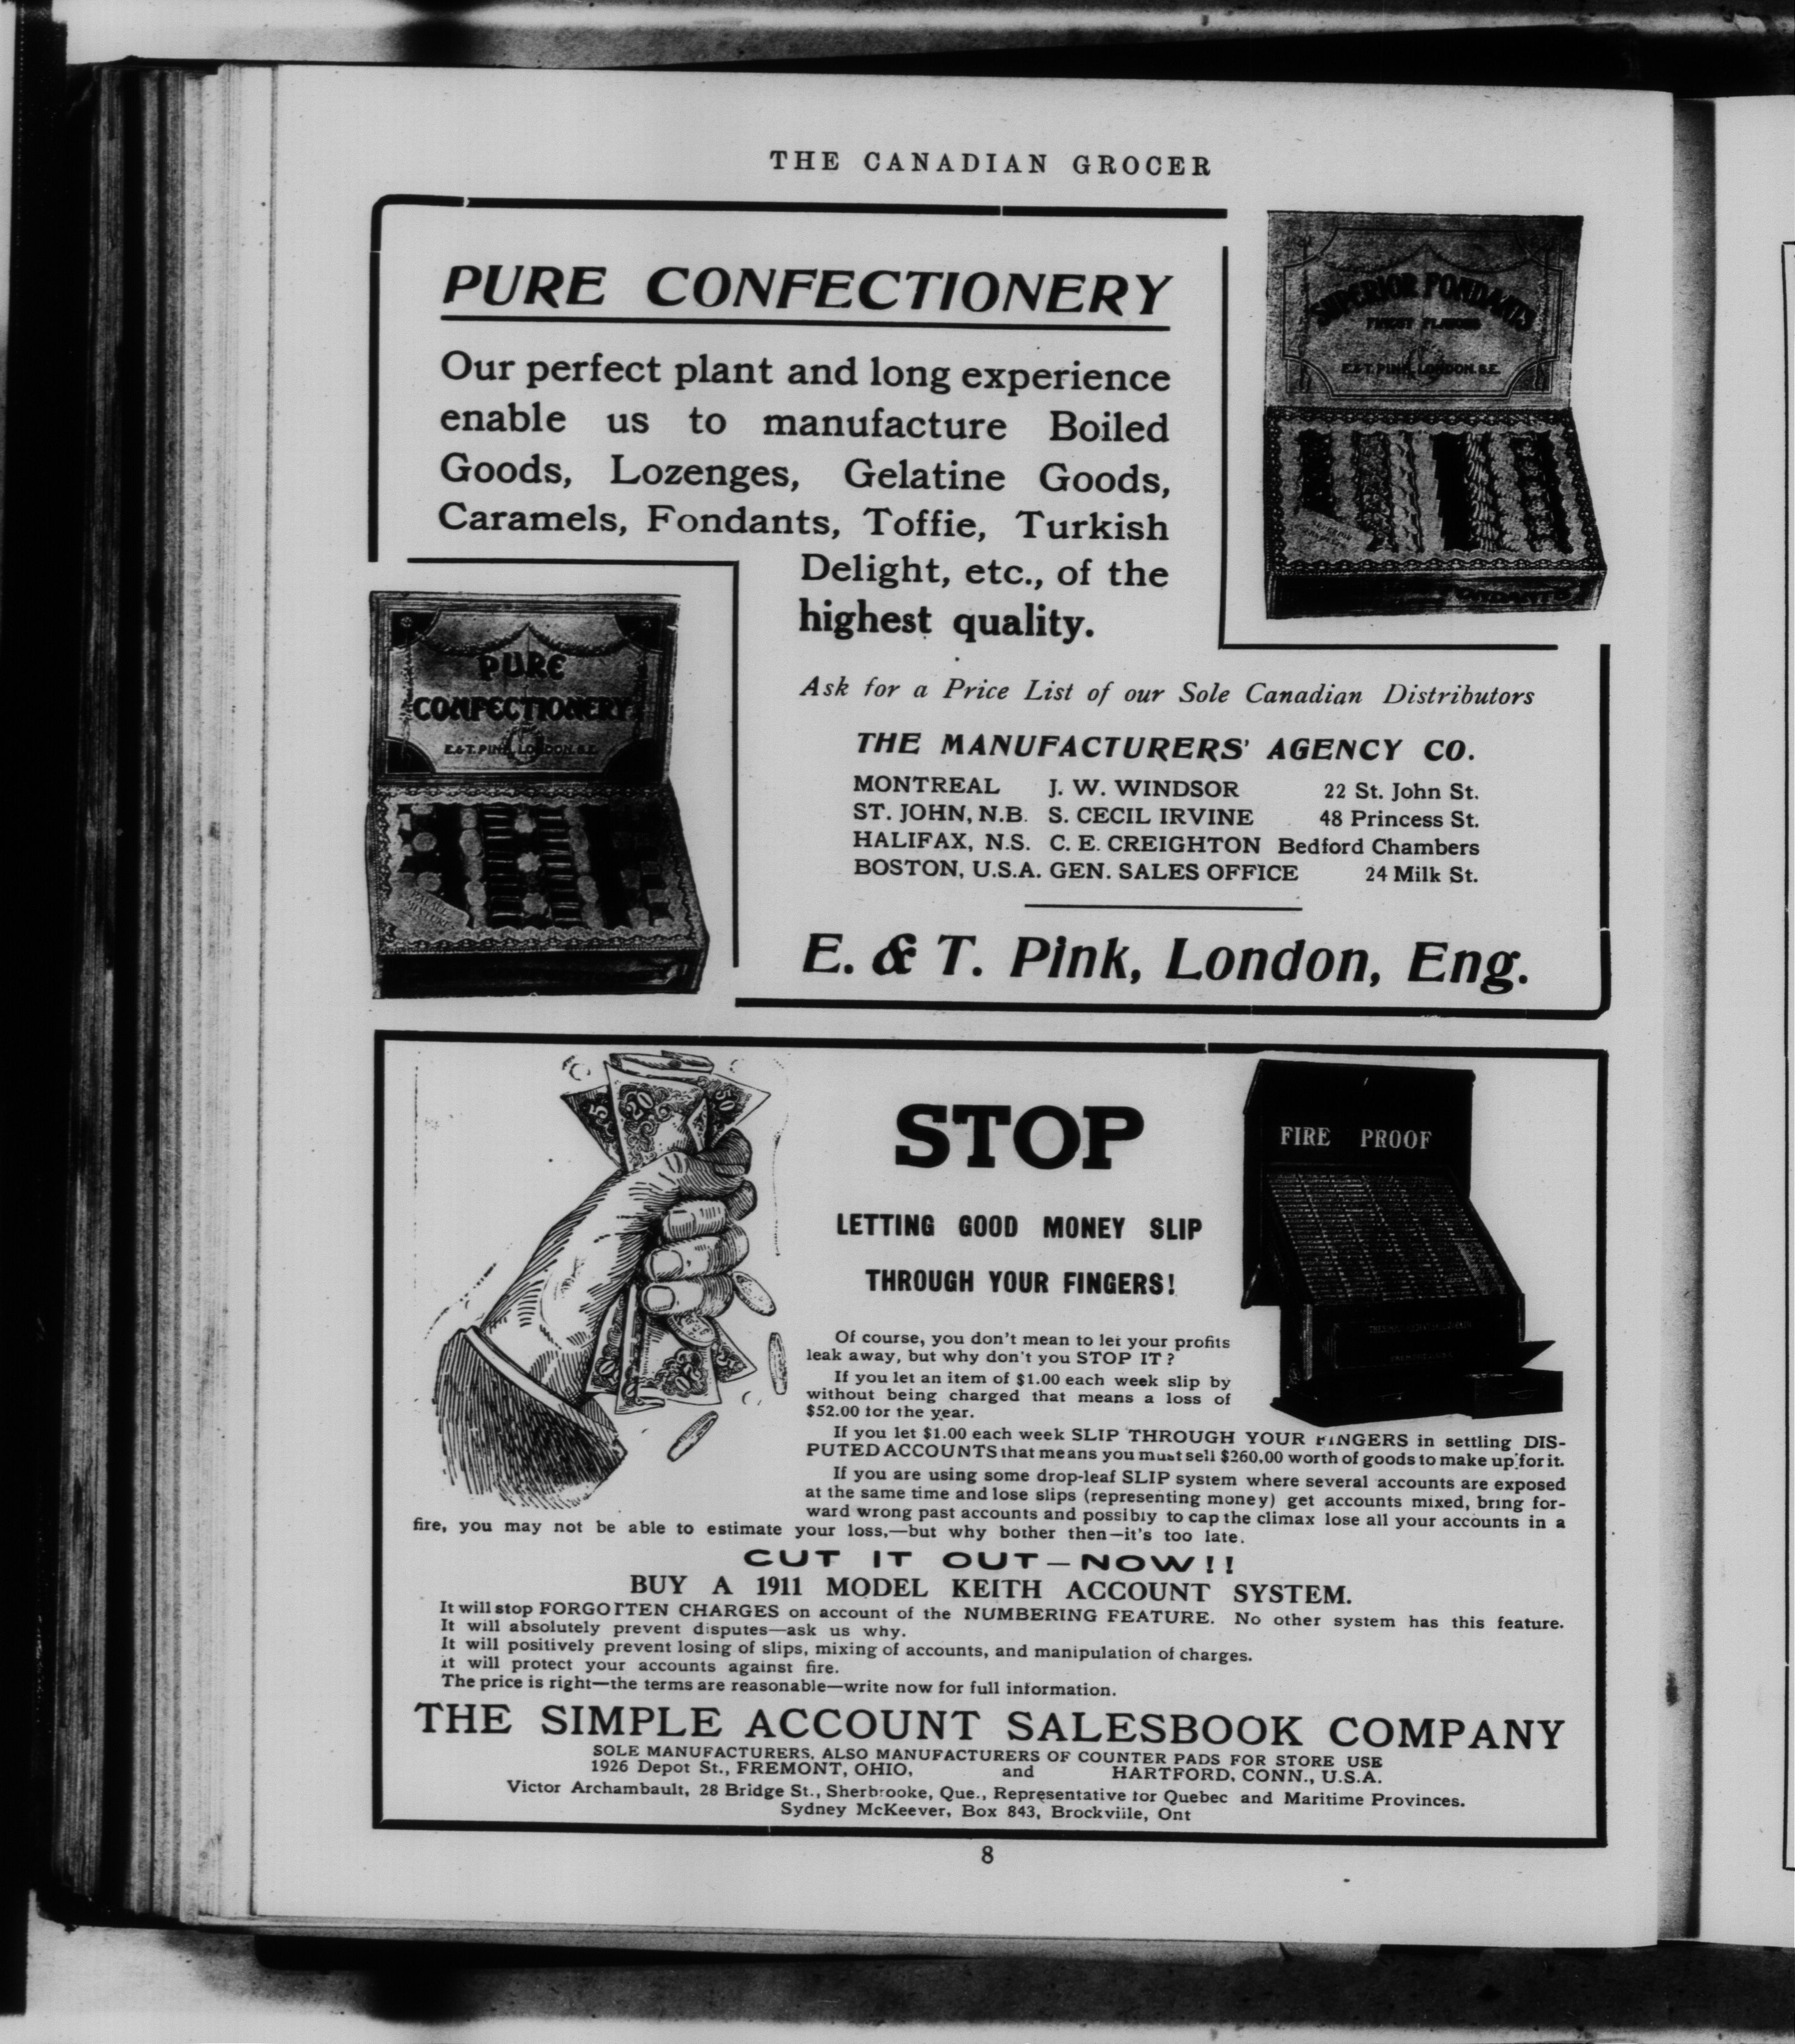 THE CANADIAN GROCER
PURE CONFECTIONERY
Our perfect plant and long experience
enable us to manufacture Boiled
Goods, Lozenges, Gelatine Goods,
Caramels, Fondants, Toffie, Turkish
Delight, etc., of the
highest quality.
SUPERIOR FONDANTS
FINEST FLAVORS
E.& T. PINK, LONDON. S.E.
PURE
CONFECTIONERY
E.& T. PINK, LONDON. S.E.
Ask for a Price List of our Sole Canadian Distributors
THE MANUFACTURERS' AGENCY CO.
MONTREAL J. W. WINDSOR 22 St. John St.
ST. JOHN, N.B. S. CECIL IRVINE 48 Princess St.
HALIFAX, N.S. C. E. CREIGHTON Bedford Chambers
BOSTON, U.S.A. GEN. SALES OFFICE 24 Milk St.
E. & T. Pink, London, Eng.
5 20 50
STOP
LETTING GOOD MONEY SLIP
THROUGH YOUR FINGERS!
FIRE PROOF
Of course, you don't mean to let your profits
leak away, but why don't you STOP IT?
If you let an item of $1.00 each week slip by
without being charged that means a loss of
$52.00 for the year.
If you let $1.00 each week SLIP THROUGH YOUR FINGERS in settling DIS-
PUTED ACCOUNTS that means you must sell $260.00 worth of goods to make up for it.
If you are using some drop-leaf SLIP system where several accounts are exposed
at the same time and lose slips (representing money) get accounts mixed, bring for-
ward wrong past accounts and possibly to cap the climax lose all your accounts in a
fire, you may not be able to estimate your loss,—but why bother then—it's too late.
CUT IT OUT—NOW!!
BUY A 1911 MODEL KEITH ACCOUNT SYSTEM.
It will stop FORGOTTEN CHARGES on account of the NUMBERING FEATURE. No other system has this feature.
It will absolutely prevent disputes—ask us why.
It will positively prevent losing of slips, mixing of accounts, and manipulation of charges.
It will protect your accounts against fire.
The price is right—the terms are reasonable—write now for full information.
THE SIMPLE ACCOUNT SALESBOOK COMPANY
SOLE MANUFACTURERS, ALSO MANUFACTURERS OF COUNTER PADS FOR STORE USE
1926 Depot St., FREMONT, OHIO, and HARTFORD, CONN., U.S.A.
Victor Archambault, 28 Bridge St., Sherbrooke, Que., Representative for Quebec and Maritime Provinces.
Sydney McKeever, Box 843, Brockville, Ont
8